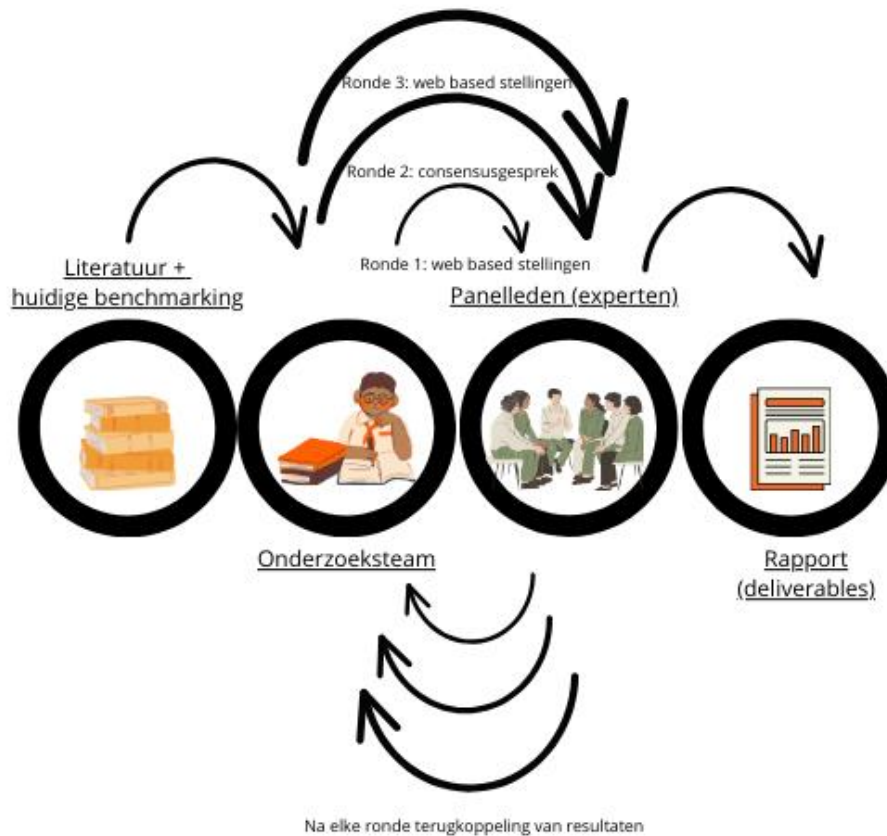 Ronde 3: web based stellingen
Ronde 2: consensusgesprek
Ronde 1: web based stellingen
Literatuur +
huidige benchmarking
Panelleden (experten)
Onderzoeksteam
Rapport
(deliverables)
Na elke ronde terugkoppeling van resultaten